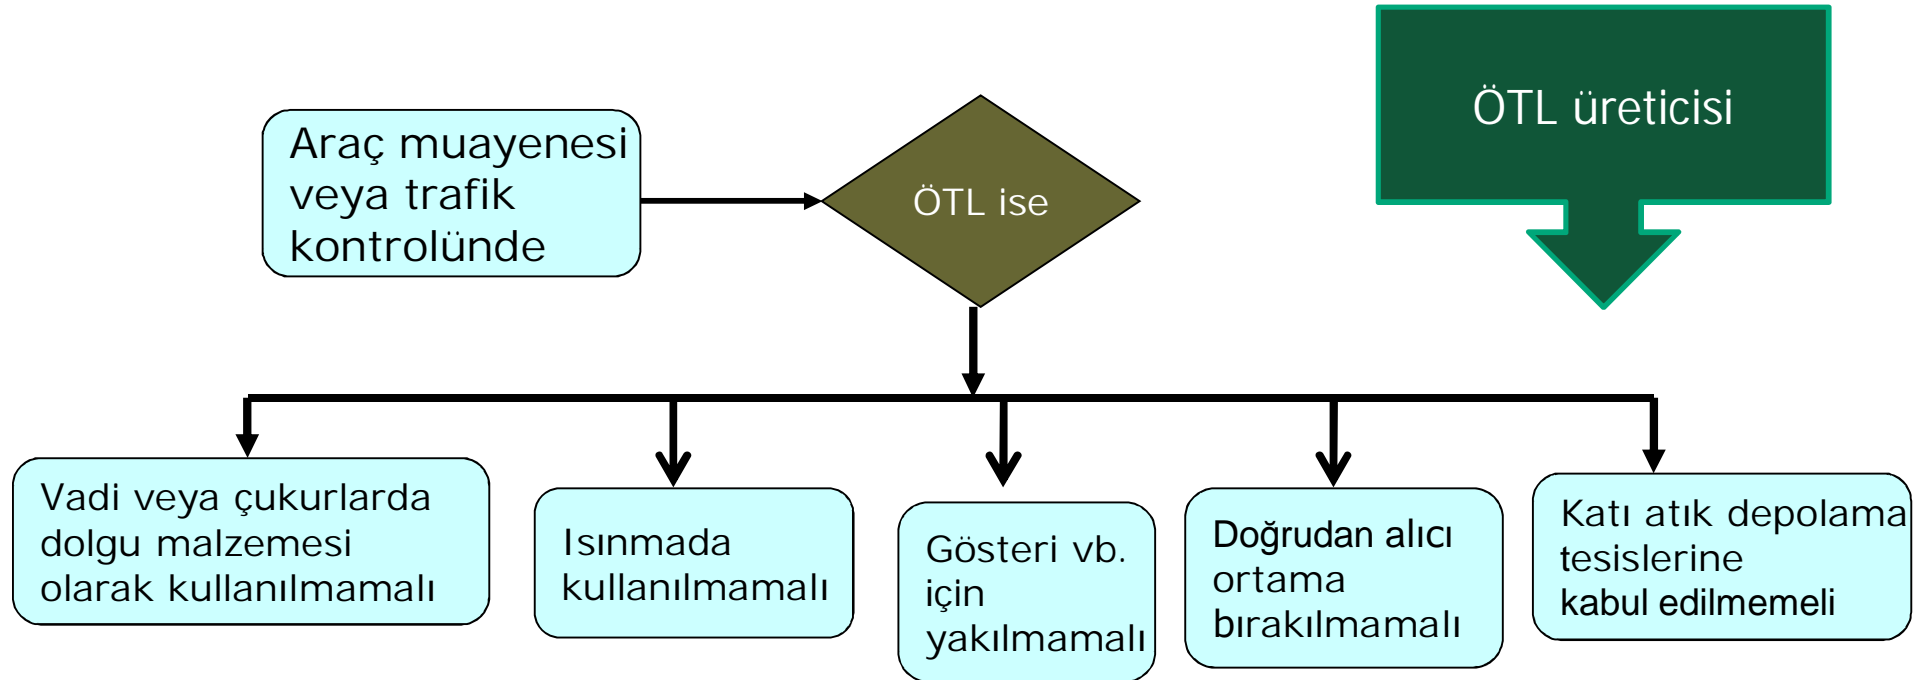 ÖTL üreticisi
Araç muayenesi
veya trafik
kontrolünde
ÖTL ise
Vadi veya çukurlarda
dolgu malzemesi
olarak kullanılmamalı
Isınmada
kullanılmamalı
Gösteri vb.
için
yakılmamalı
Doğrudan alıcı
ortama
bırakılmamalı
Katı atık depolama
tesislerine
kabul edilmemeli